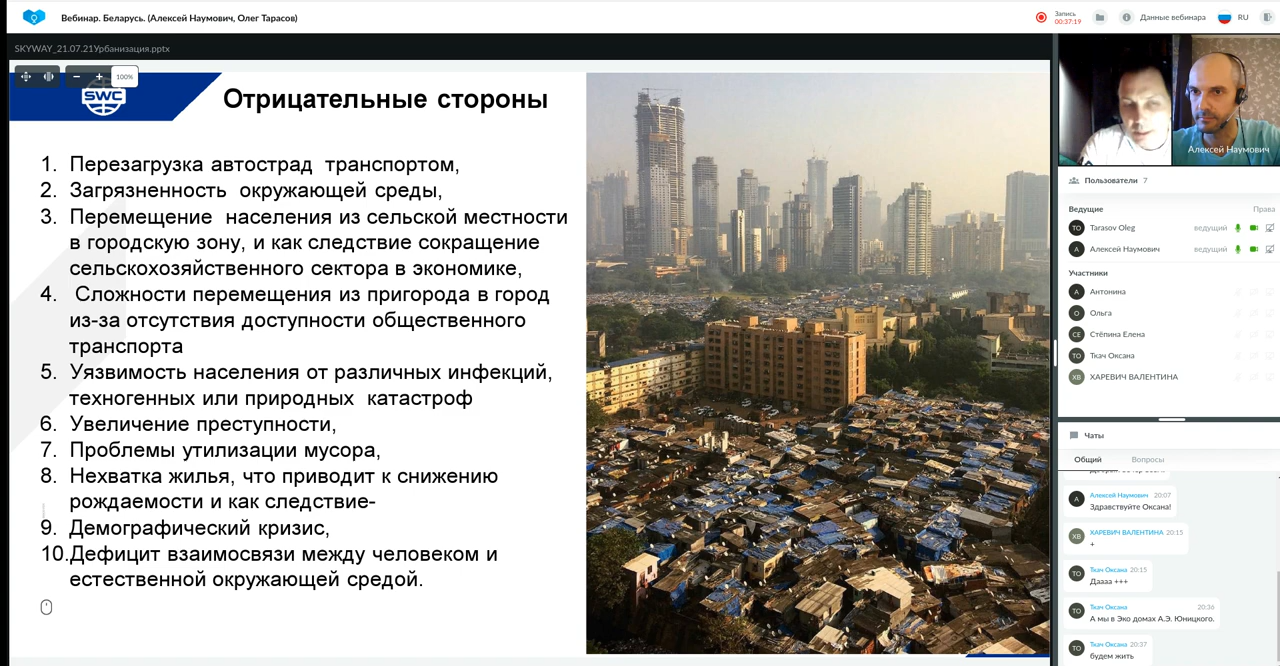 Вебинар. Беларусь. (Алексей Наумович, Олег Тарасов)
Запись
00:37:19
Данные вебинара
RU
SKYWAY_21.07.21Урбанизация.pptx
100%
SWC
Отрицательные стороны
1. Перезагрузка автострад транспортом,
2. Загрязненность окружающей среды,
3. Перемещение населения из сельской местности
в городскую зону, и как следствие сокращение
сельскохозяйственного сектора в экономике,
4. Сложности перемещения из пригорода в город
из-за отсутствия доступности общественного
транспорта
5. Уязвимость населения от различных инфекций,
техногенных или природных катастроф
6. Увеличение преступности,
7. Проблемы утилизации мусора,
8. Нехватка жилья, что приводит к снижению
рождаемости и как следствие-
9. Демографический кризис,
10.Дефицит взаимосвязи между человеком и
естественной окружающей средой.
Алексей Наумович
Пользователи 7
Ведущие Права
TO Tarasov Oleg ведущий
А Алексей Наумович ведущий
Участники
А Антонина
О Ольга
СЕ Стёпина Елена
ТО Ткач Оксана
ХВ ХАРЕВИЧ ВАЛЕНТИНА
Чаты
Общий Вопросы
А Алексей Наумович 20:07
Здравствуйте Оксана!
ХВ ХАРЕВИЧ ВАЛЕНТИНА 20:15
+
ТО Ткач Оксана 20:15
Даааа +++
ТО Ткач Оксана 20:36
А мы в Эко домах А.Э. Юницкого.
ТО Ткач Оксана 20:37
будем жить